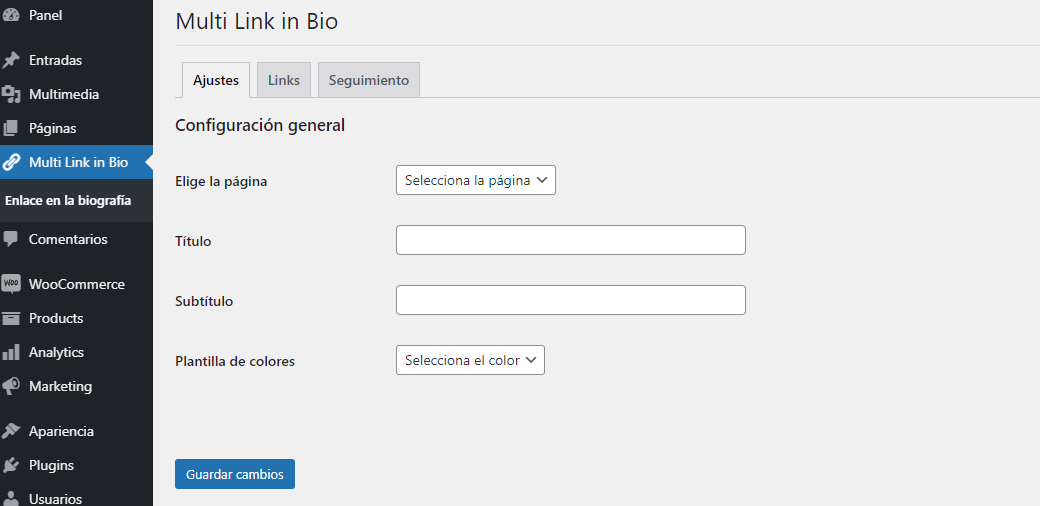 Panel
Entradas
Multimedia
Páginas
Multi Link in Bio
Enlace en la biografía
Comentarios
WOO WooCommerce
Products
Analytics
Marketing
Apariencia
Plugins
Usuarios
Multi Link in Bio
Ajustes Links Seguimiento
Configuración general
Elige la página Selecciona la página
Título
Subtítulo
Plantilla de colores Selecciona el color
Guardar cambios